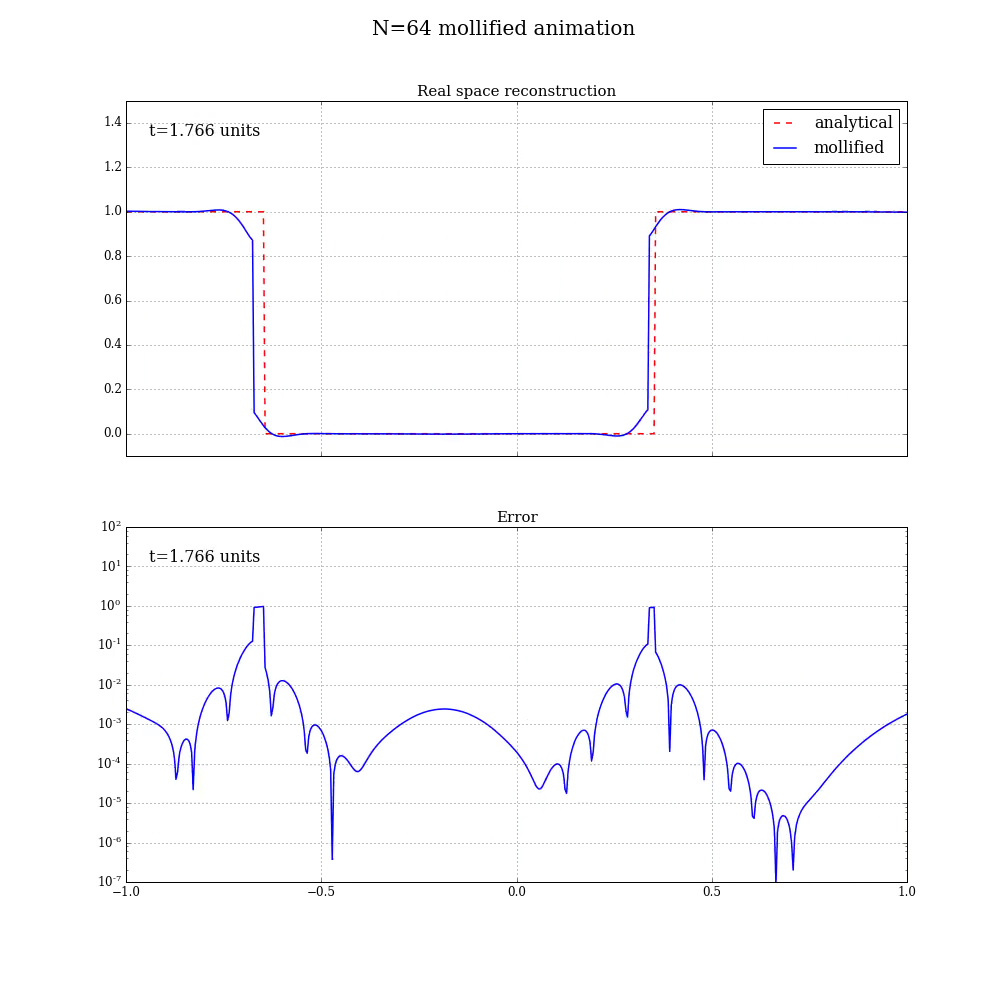 N=64 mollified animation
Real space reconstruction
t=1.766 units
analytical
mollified
1.4
1.2
1.0
0.8
0.6
0.4
0.2
0.0
Error
t=1.766 units
10²
10¹
10⁰
10⁻¹
10⁻²
10⁻³
10⁻⁴
10⁻⁵
10⁻⁶
10⁻⁷
−1.0 −0.5 0.0 0.5 1.0